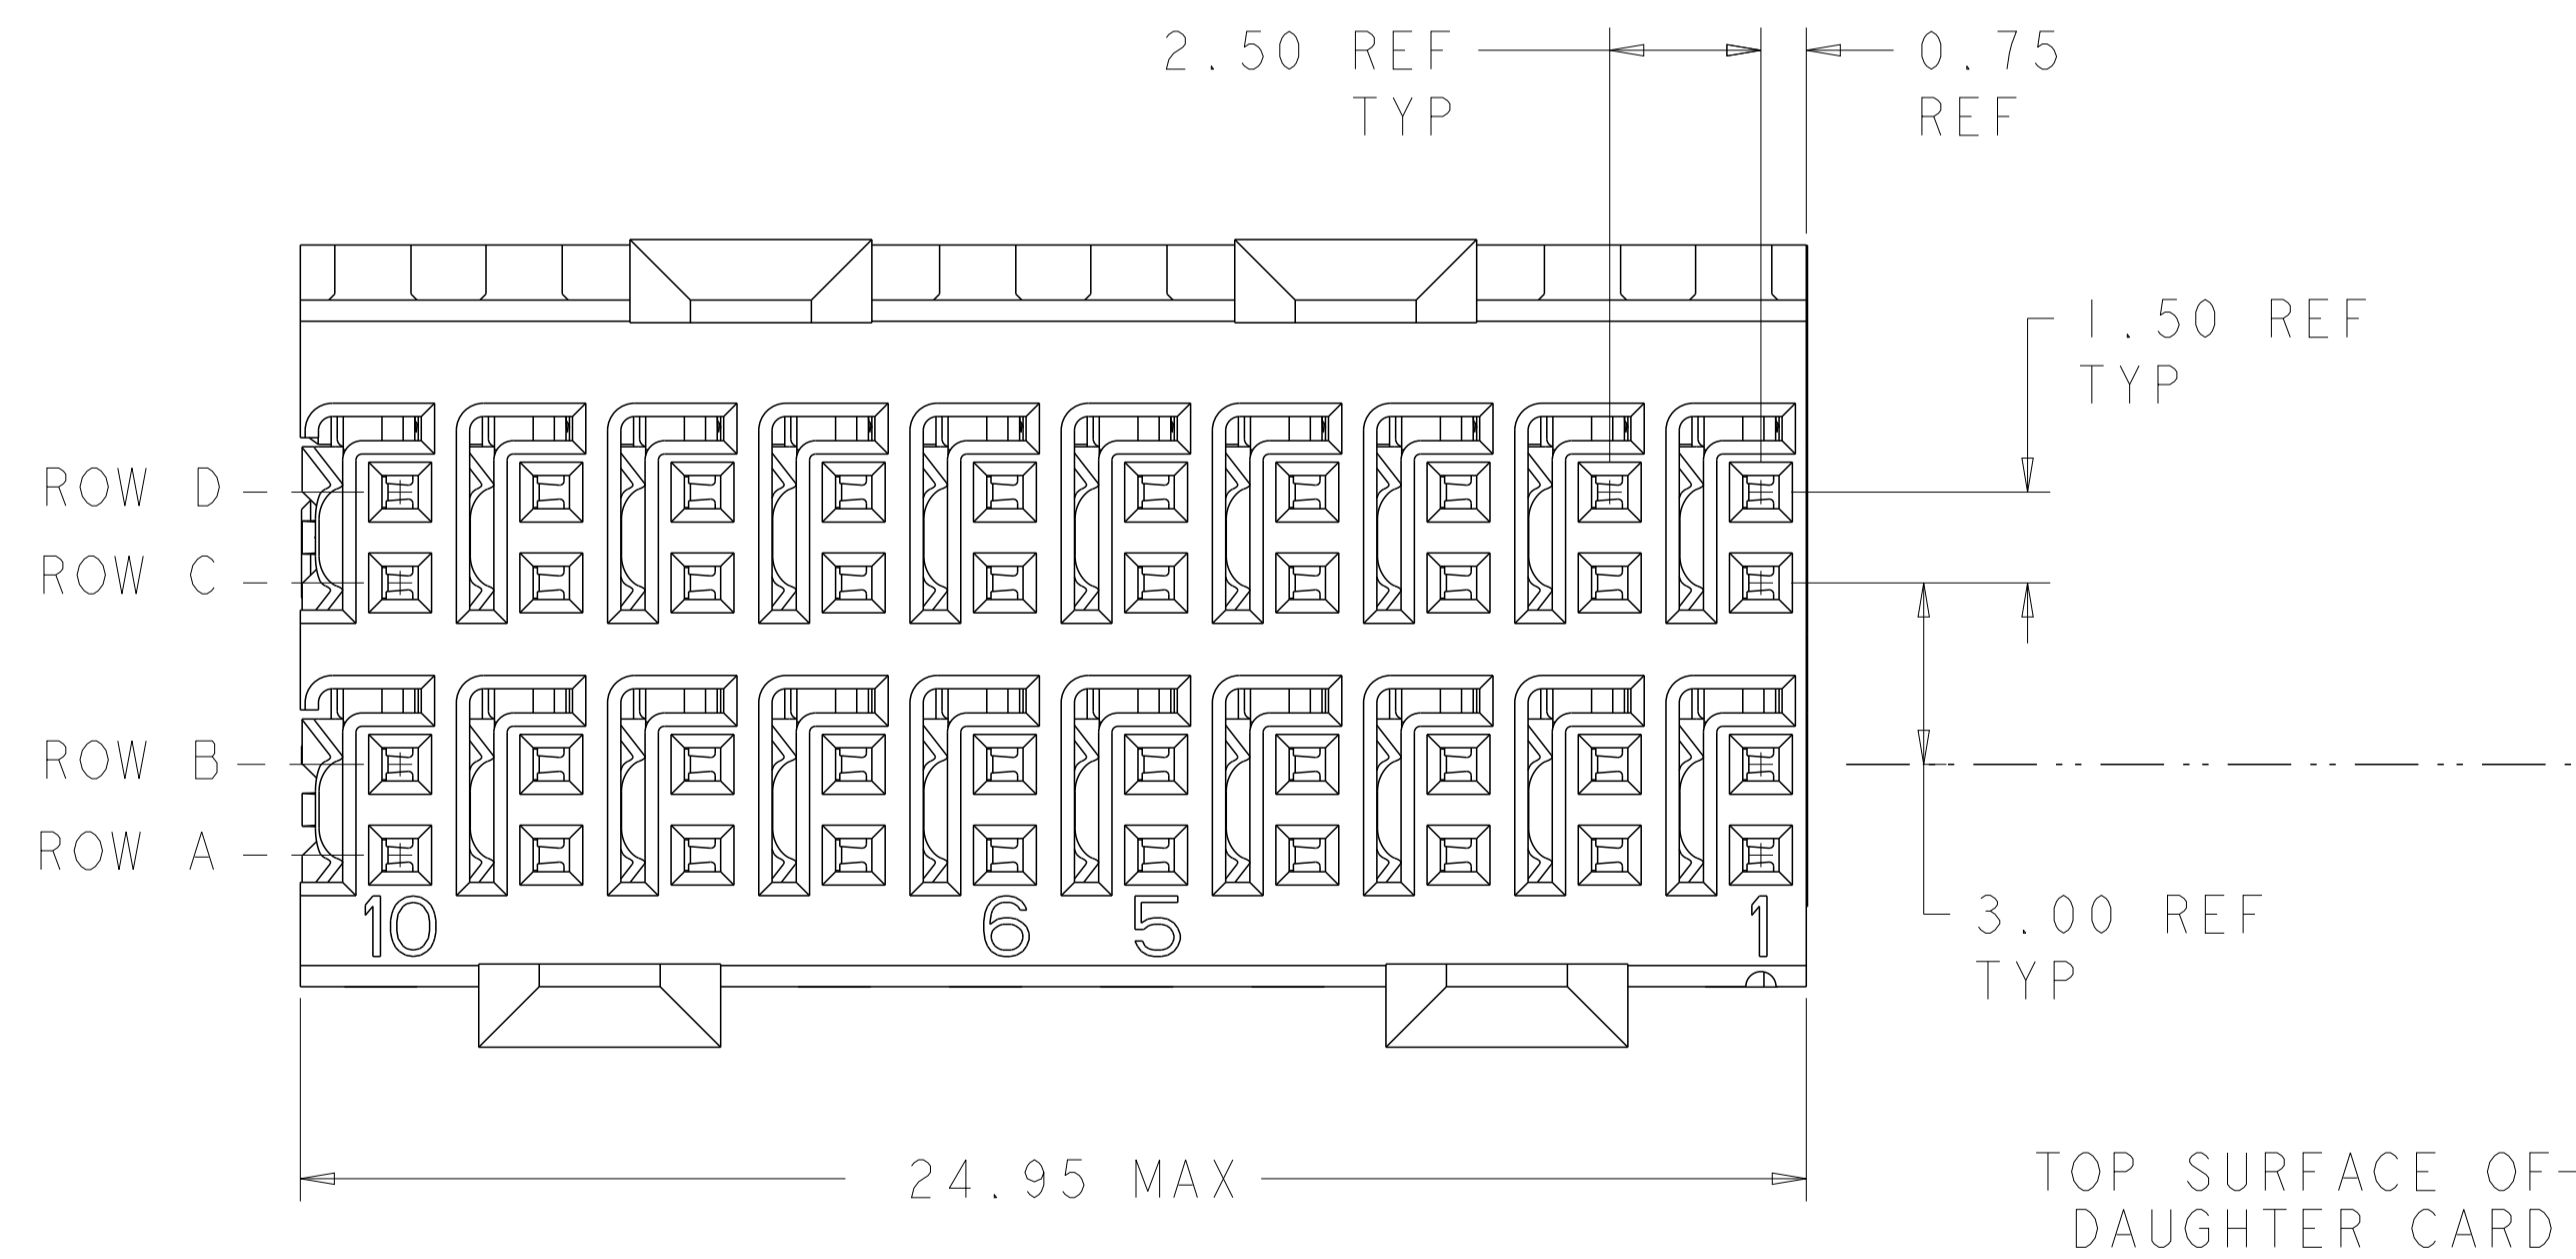 2.50 REF
TYP
0.75
REF
1.50 REF
TYP
ROW D
ROW C
ROW B
ROW A
3.00 REF
TYP
10
6
5
1
24.95 MAX
TOP SURFACE OF
DAUGHTER CARD